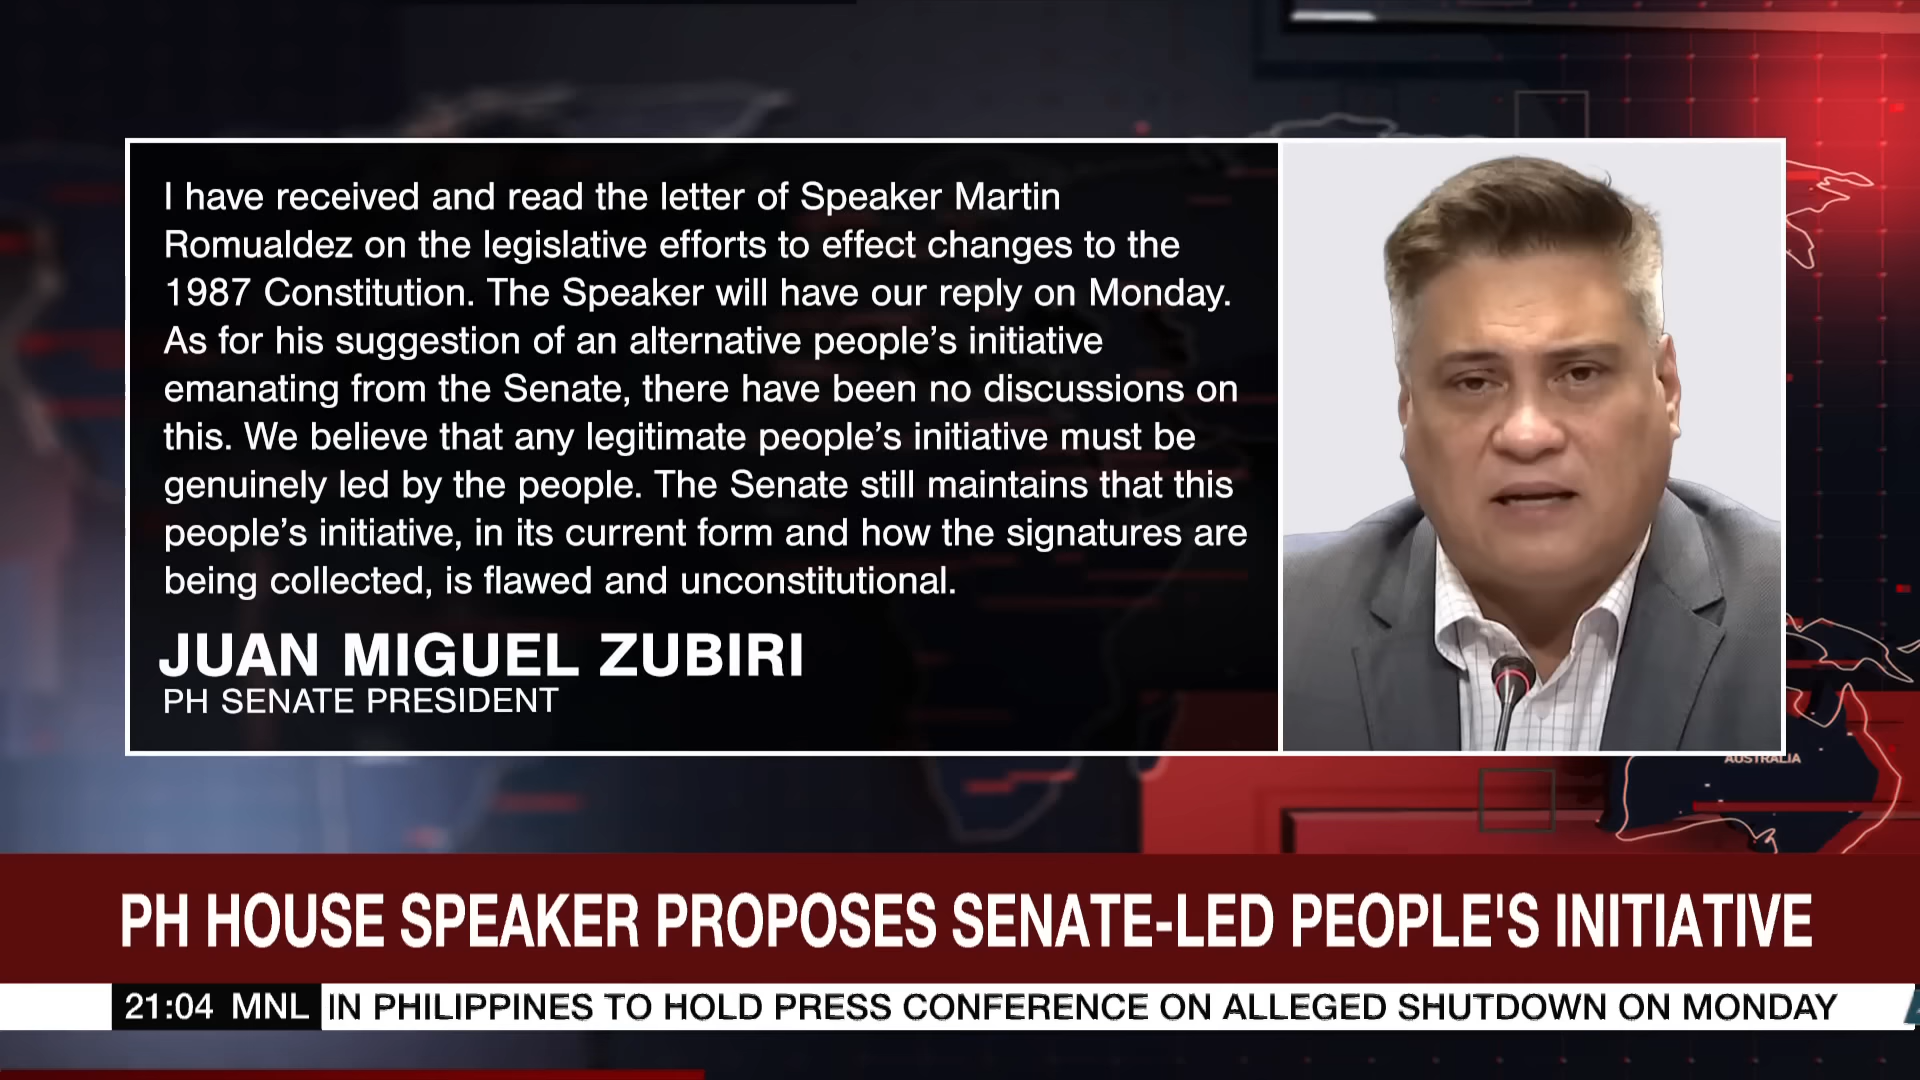 I have received and read the letter of Speaker Martin
Romualdez on the legislative efforts to effect changes to the
1987 Constitution. The Speaker will have our reply on Monday.
As for his suggestion of an alternative people’s initiative
emanating from the Senate, there have been no discussions on
this. We believe that any legitimate people’s initiative must be
genuinely led by the people. The Senate still maintains that this
people’s initiative, in its current form and how the signatures are
being collected, is flawed and unconstitutional.
JUAN MIGUEL ZUBIRI
PH SENATE PRESIDENT
AUSTRALIA
PH HOUSE SPEAKER PROPOSES SENATE-LED PEOPLE'S INITIATIVE
21:04 MNL IN PHILIPPINES TO HOLD PRESS CONFERENCE ON ALLEGED SHUTDOWN ON MONDAY